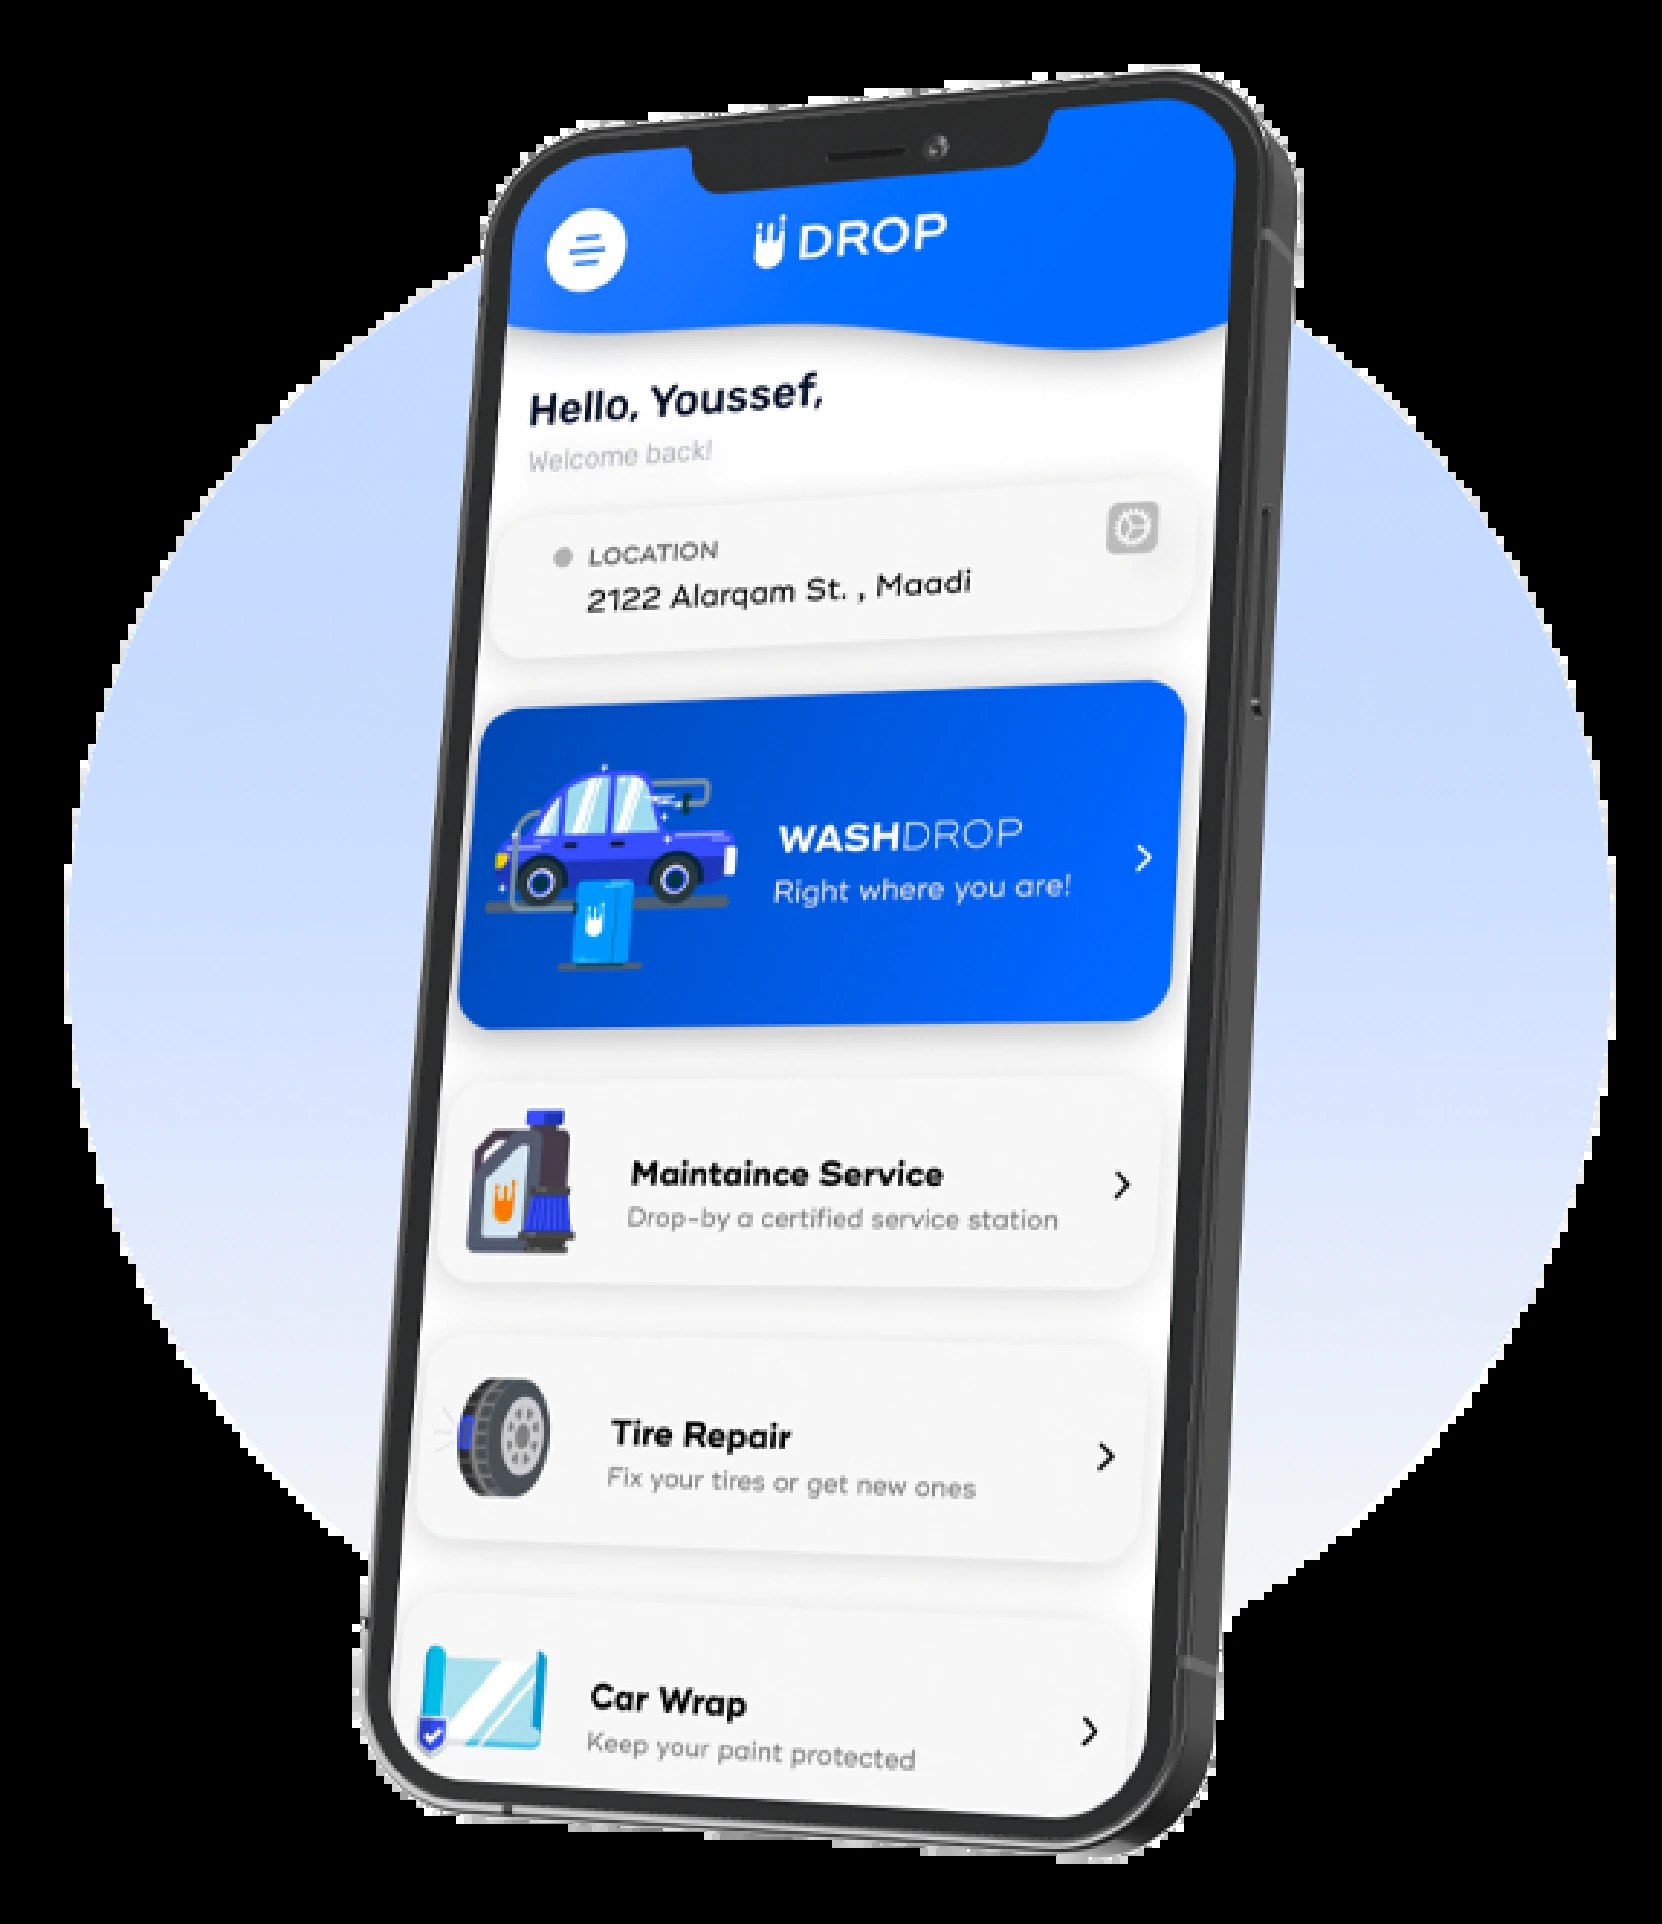 DROP
Hello, Youssef,
Welcome back!
LOCATION
2122 Alarqam St. , Maadi
WASHDROP
Right where you are!
Maintaince Service
Drop-by a certified service station
Tire Repair
Fix your tires or get new ones
Car Wrap
Keep your paint protected